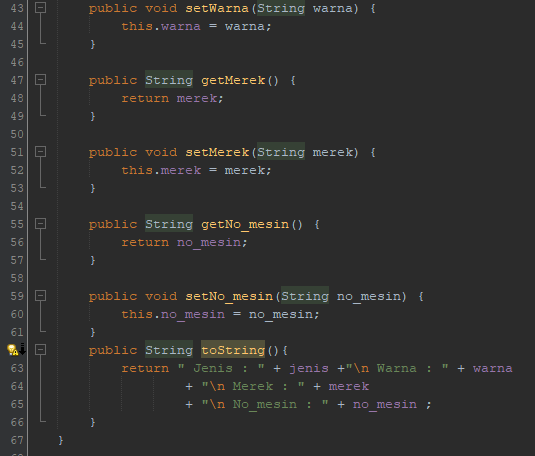 43 public void setWarna(String warna) {
44 this.warna = warna;
45 }
46
47 public String getMerek() {
48 return merek;
49 }
50
51 public void setMerek(String merek) {
52 this.merek = merek;
53 }
54
55 public String getNo_mesin() {
56 return no_mesin;
57 }
58
59 public void setNo_mesin(String no_mesin) {
60 this.no_mesin = no_mesin;
61 }
public String toString(){
63 return " Jenis : " + jenis +"\n Warna : " + warna
64 + "\n Merek : " + merek
65 + "\n No_mesin : " + no_mesin ;
66 }
67 }
68